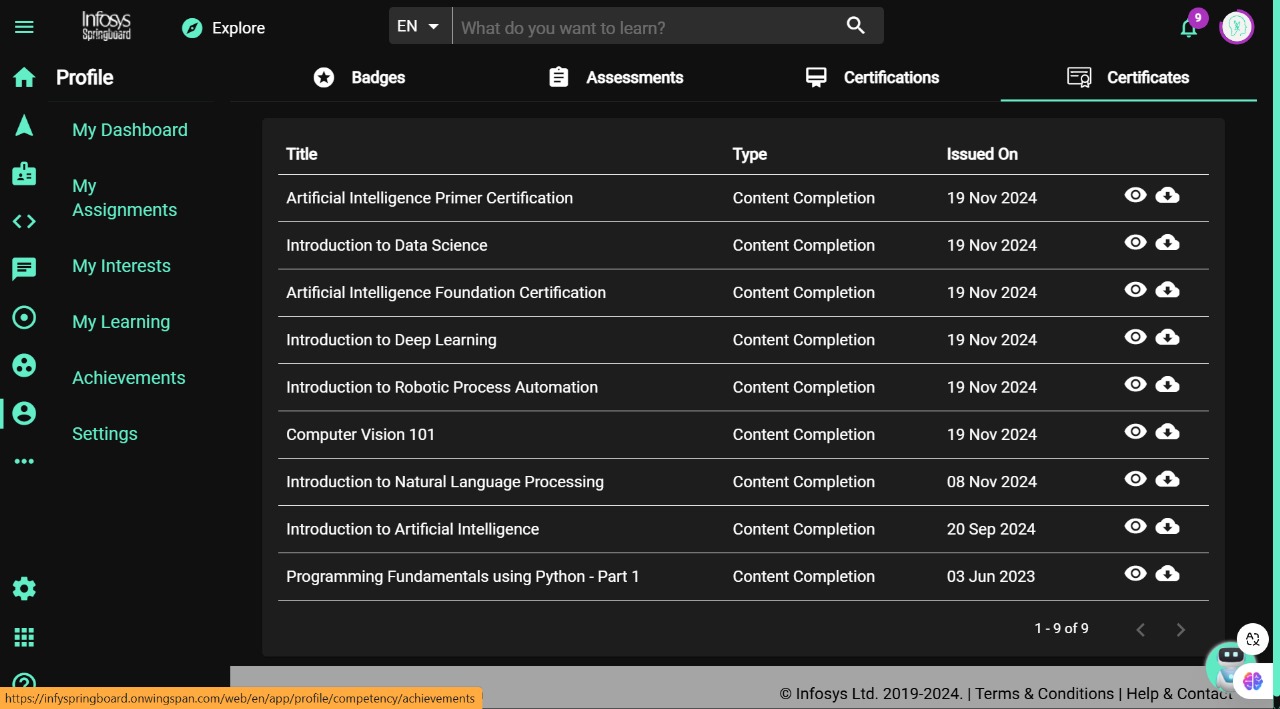 Infosys
Springboard
Explore
EN
What do you want to learn?
9
Profile
Badges
Assessments
Certifications
Certificates
My Dashboard
My
Assignments
My Interests
My Learning
Achievements
Settings
Title Type Issued On
Artificial Intelligence Primer Certification Content Completion 19 Nov 2024
Introduction to Data Science Content Completion 19 Nov 2024
Artificial Intelligence Foundation Certification Content Completion 19 Nov 2024
Introduction to Deep Learning Content Completion 19 Nov 2024
Introduction to Robotic Process Automation Content Completion 19 Nov 2024
Computer Vision 101 Content Completion 19 Nov 2024
Introduction to Natural Language Processing Content Completion 08 Nov 2024
Introduction to Artificial Intelligence Content Completion 20 Sep 2024
Programming Fundamentals using Python - Part 1 Content Completion 03 Jun 2023
1 - 9 of 9
© Infosys Ltd. 2019-2024. | Terms & Conditions | Help & Contact
https://infyspringboard.onwingspan.com/web/en/app/profile/competency/achievements